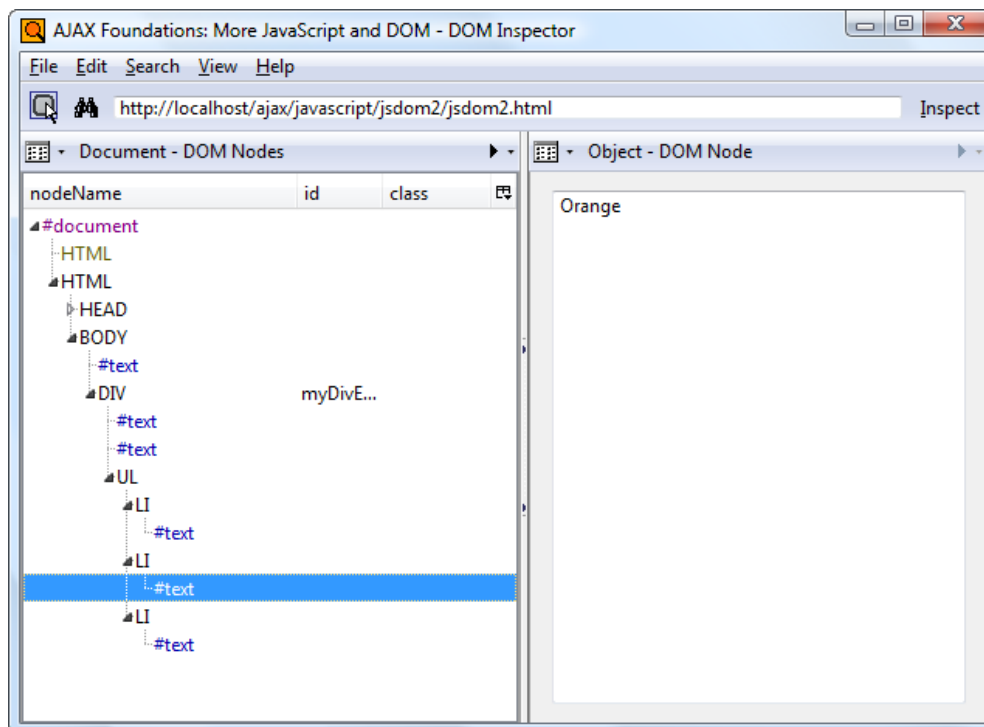 AJAX Foundations: More JavaScript and DOM - DOM Inspector
File Edit Search View Help
http://localhost/ajax/javascript/jsdom2/jsdom2.html Inspect
Document - DOM Nodes
nodeName id class
#document
HTML
HTML
HEAD
BODY
#text
DIV myDivE...
#text
#text
UL
LI
#text
LI
#text
LI
#text
Object - DOM Node
Orange